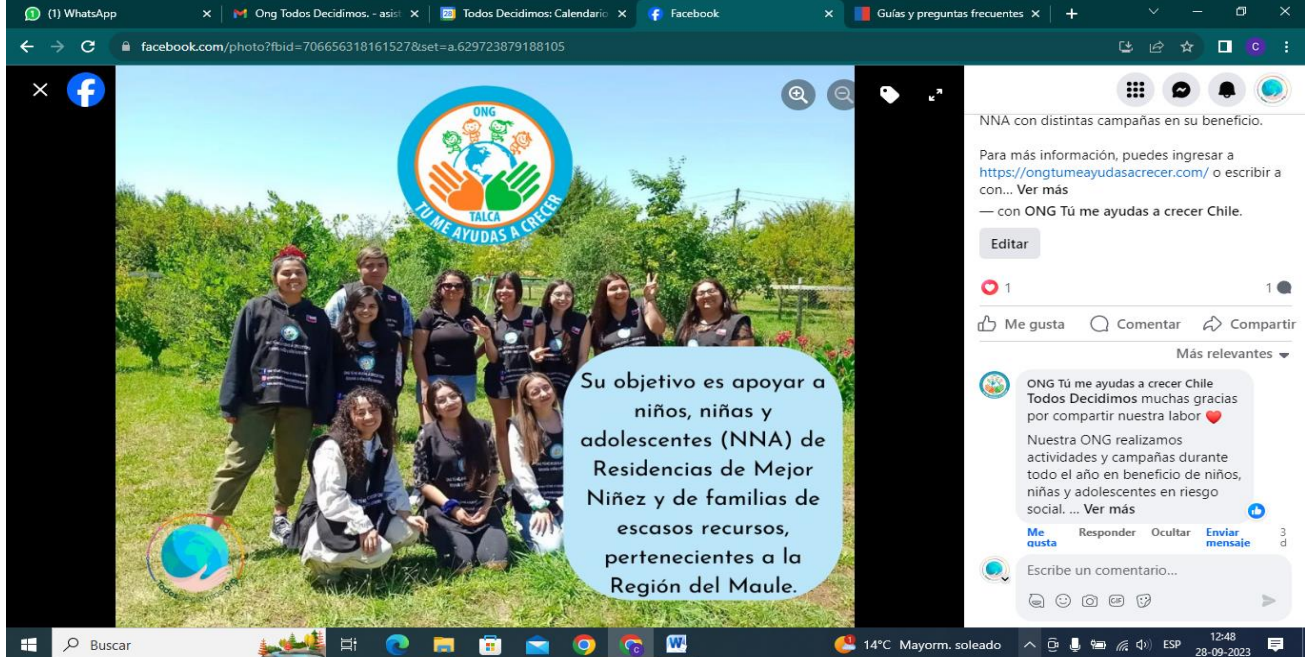 (1) WhatsApp
Ong Todos Decidimos. - asist
28
Todos Decidimos: Calendario
Facebook
Guías y preguntas frecuentes
facebook.com/photo?fbid=706656318161527&set=a.629723879188105
C
ONG
TALCA
TU ME AYUDAS A CRECER
Su objetivo es apoyar a
niños, niñas y
adolescentes (NNA) de
Residencias de Mejor
Niñez y de familias de
escasos recursos,
pertenecientes a la
Región del Maule.
NNA con distintas campañas en su beneficio.
Para más información, puedes ingresar a
https://ongtumeayudasacrecer.com/ o escribir a
con... Ver más
— con ONG Tú me ayudas a crecer Chile.
Editar
1
1
Me gusta Comentar Compartir
Más relevantes
ONG Tú me ayudas a crecer Chile
Todos Decidimos muchas gracias
por compartir nuestra labor
Nuestra ONG realizamos
actividades y campañas durante
todo el año en beneficio de niños,
niñas y adolescentes en riesgo
social. ... Ver más
Me gusta Responder Ocultar Enviar mensaje 3 d
Escribe un comentario...
GIF
Buscar
14°C Mayorm. soleado
ESP
12:48
28-09-2023